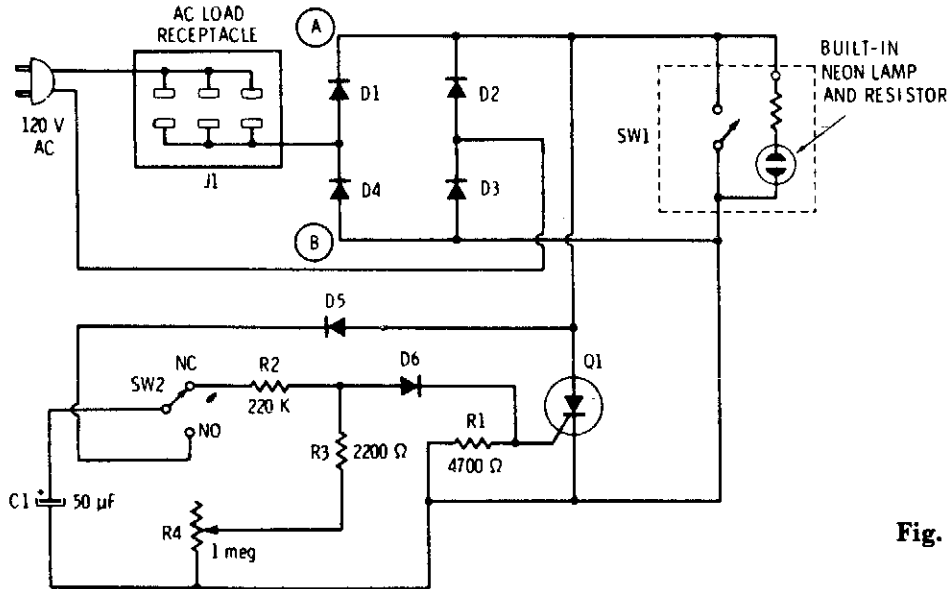 AC LOAD
RECEPTACLE
A
BUILT-IN
NEON LAMP
AND RESISTOR
D1
D2
SW1
120 V
AC
J1
D4
D3
B
D5
NC
R2
D6
Q1
SW2
220 K
R1
NO
R3
2200 Ω
4700 Ω
C1
+
50 µf
R4
1 meg
Fig.